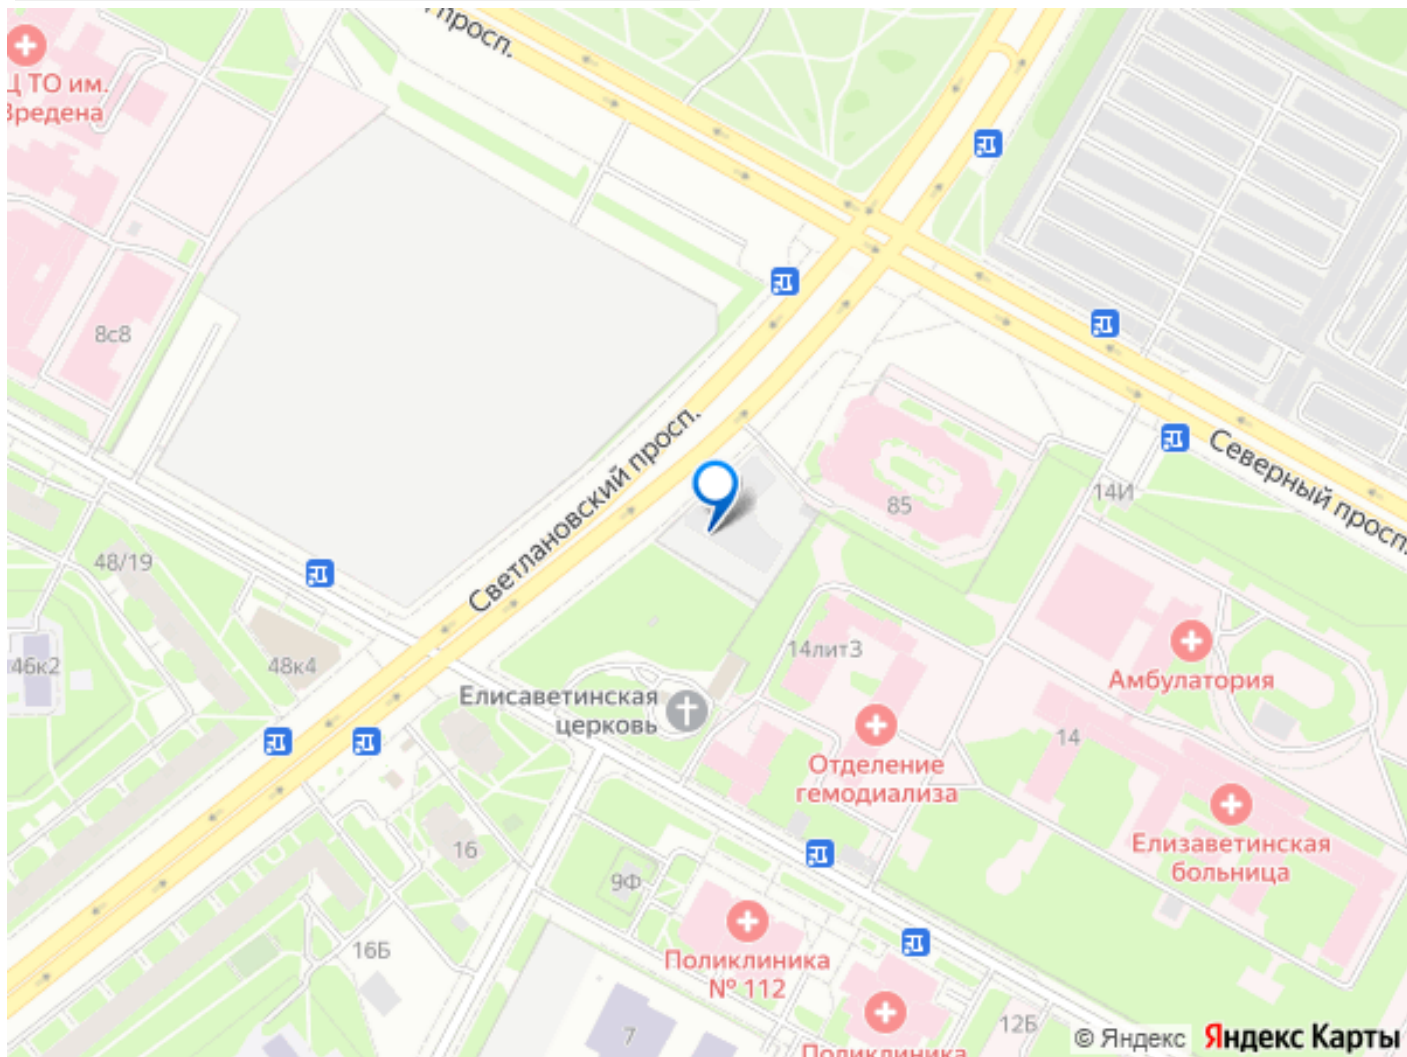 просп.
Ц ТО им.
Вредена
8с8
Светлановский просп.
Северный просп.
14И
85
48/19
46к2
48к4
14лит3
Амбулатория
Елисаветинская
церковь
14
Отделение
гемодиализа
Елизаветинская
больница
16
9Ф
16Б
Поликлиника
№ 112
7
12Б
Поликлиника
© Яндекс
Яндекс Карты